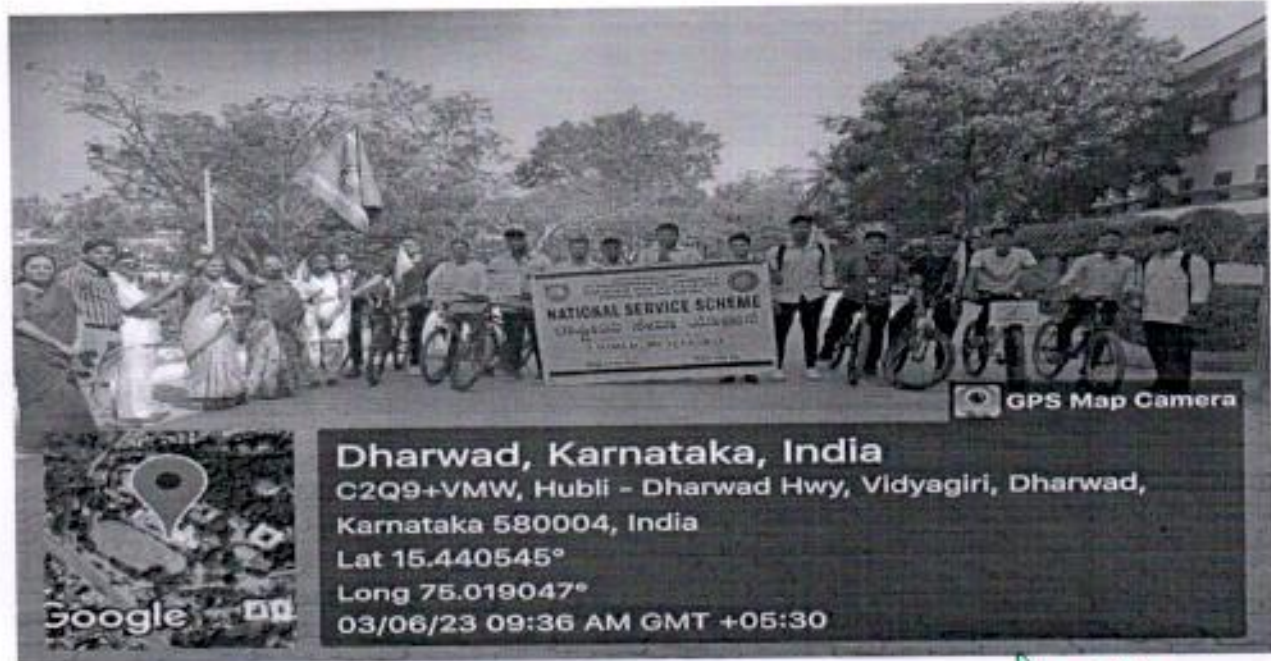 NATIONAL SERVICE SCHEME
GPS Map Camera
Dharwad, Karnataka, India
C2Q9+VMW, Hubli - Dharwad Hwy, Vidyagiri, Dharwad,
Karnataka 580004, India
Lat 15.440545°
Long 75.019047°
03/06/23 09:36 AM GMT +05:30
Google